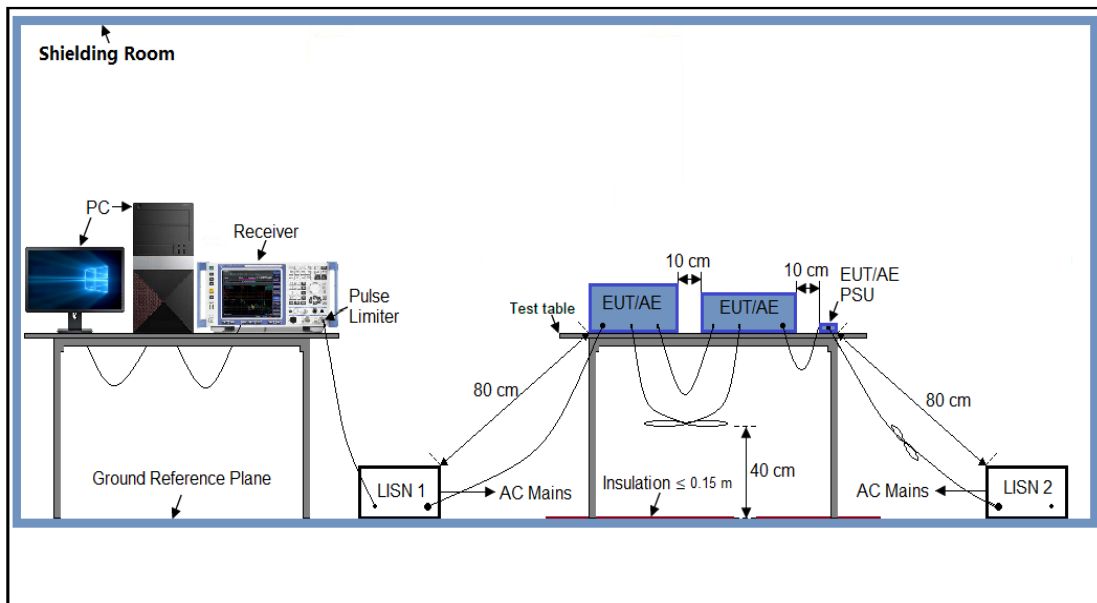 Shielding Room
PC
Receiver
Pulse
Limiter
Test table
EUT/AE
10 cm
EUT/AE
10 cm
EUT/AE
PSU
80 cm
80 cm
40 cm
Ground Reference Plane
LISN 1
AC Mains
Insulation ≤ 0.15 m
AC Mains
LISN 2